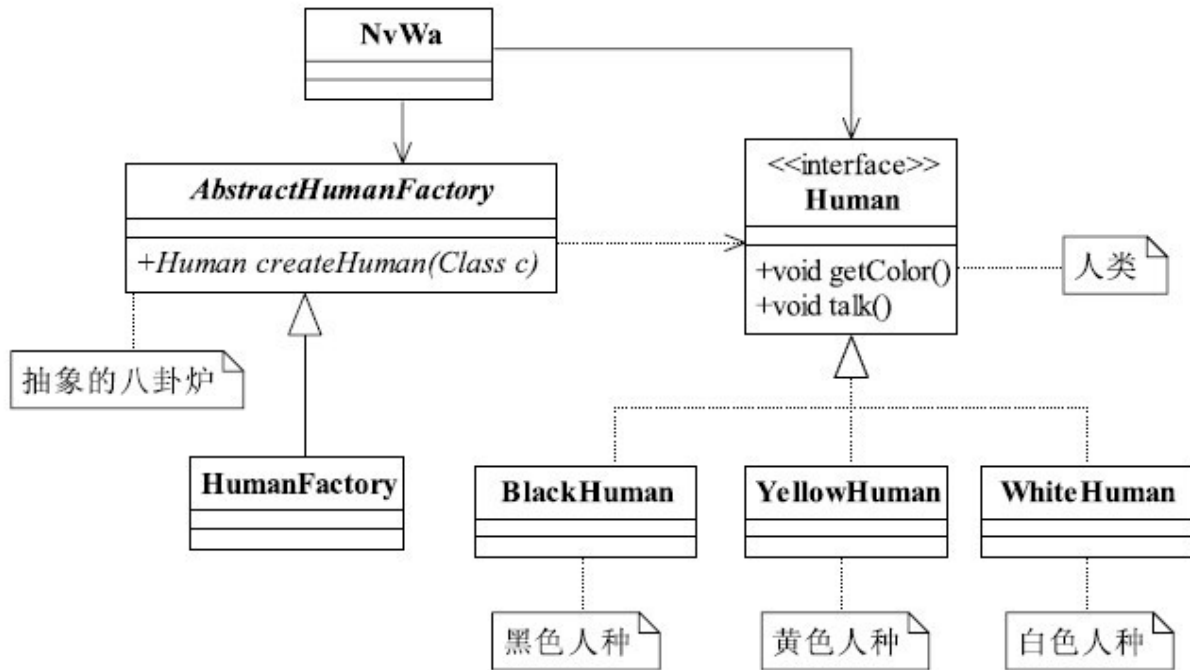 NvWa
AbstractHumanFactory
+Human createHuman(Class c)
<<interface>>
Human
+void getColor()
+void talk()
人类
抽象的八卦炉
HumanFactory
BlackHuman
YellowHuman
WhiteHuman
黑色人种
黄色人种
白色人种